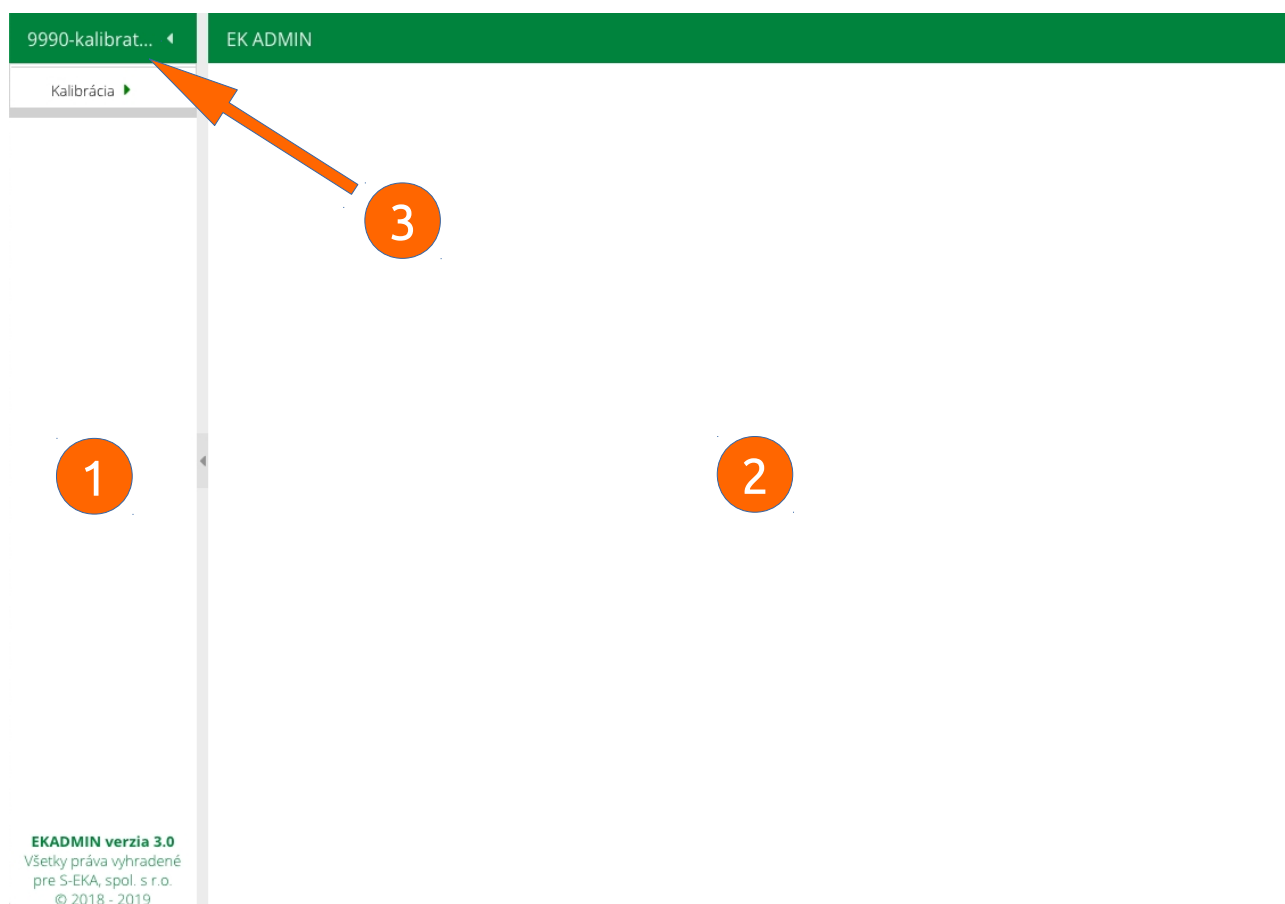 9990-kalibrat...
EK ADMIN
Kalibrácia
3
1
2
EKADMIN verzia 3.0
Všetky práva vyhradené
pre S-EKA, spol. s r.o.
© 2018 - 2019